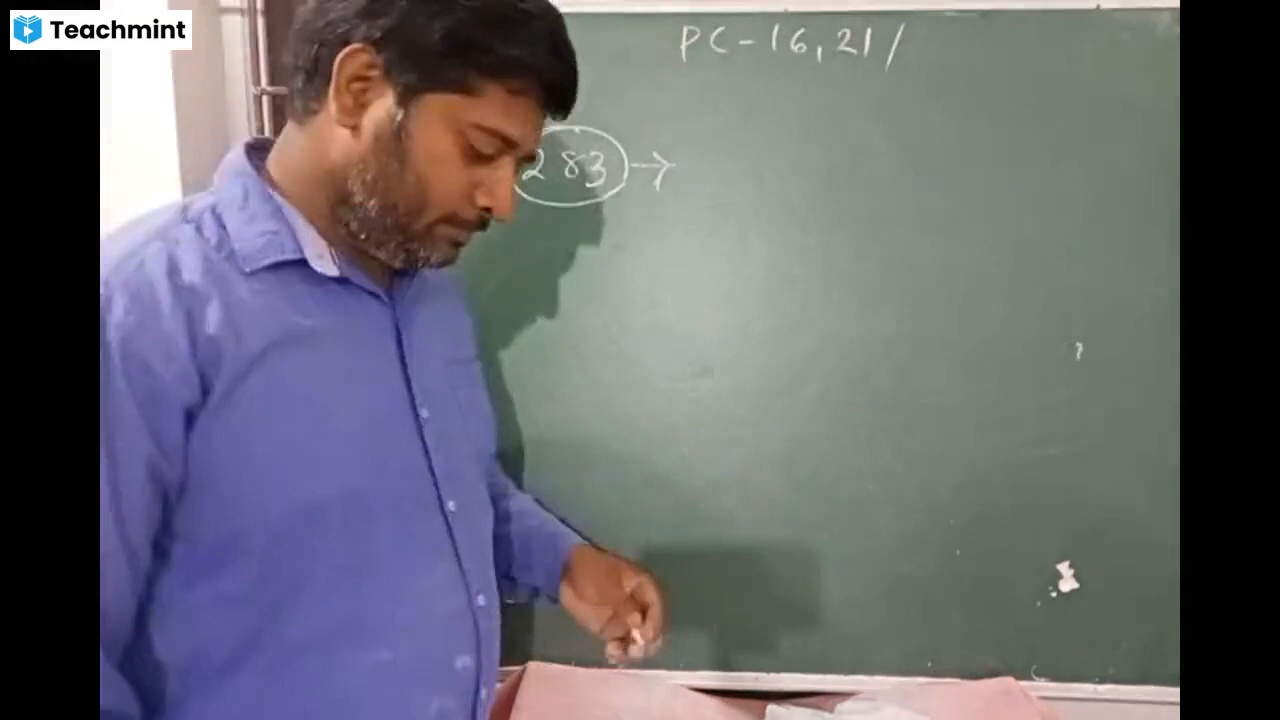 Teachmint
PC-16,21/
283 →